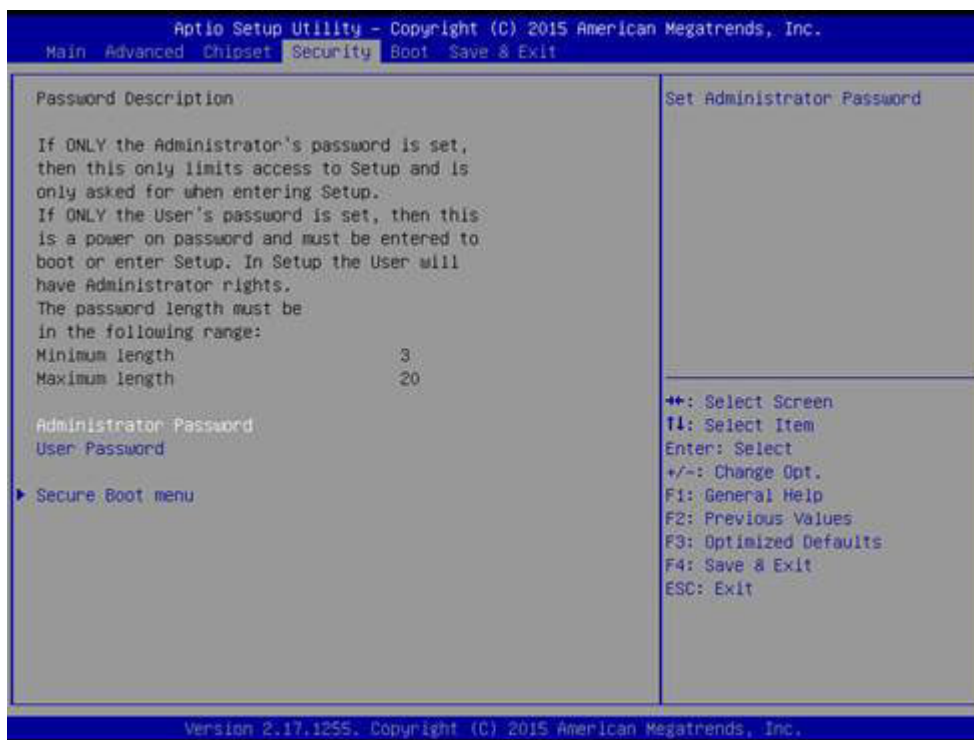 Aptio Setup Utility – Copyright (C) 2015 American Megatrends, Inc.
Main Advanced Chipset Security Boot Save & Exit
Password Description
If ONLY the Administrator's password is set,
then this only limits access to Setup and is
only asked for when entering Setup.
If ONLY the User's password is set, then this
is a power on password and must be entered to
boot or enter Setup. In Setup the User will
have Administrator rights.
The password length must be
in the following range:
Minimum length 3
Maximum length 20
Administrator Password
User Password
Secure Boot menu
Set Administrator Password
→←: Select Screen
↑↓: Select Item
Enter: Select
+/-: Change Opt.
F1: General Help
F2: Previous Values
F3: Optimized Defaults
F4: Save & Exit
ESC: Exit
Version 2.17.1255. Copyright (C) 2015 American Megatrends, Inc.